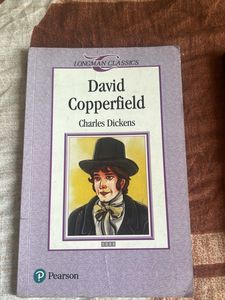 LONGMAN CLASSICS
David
Copperfield
Charles Dickens
Pearson